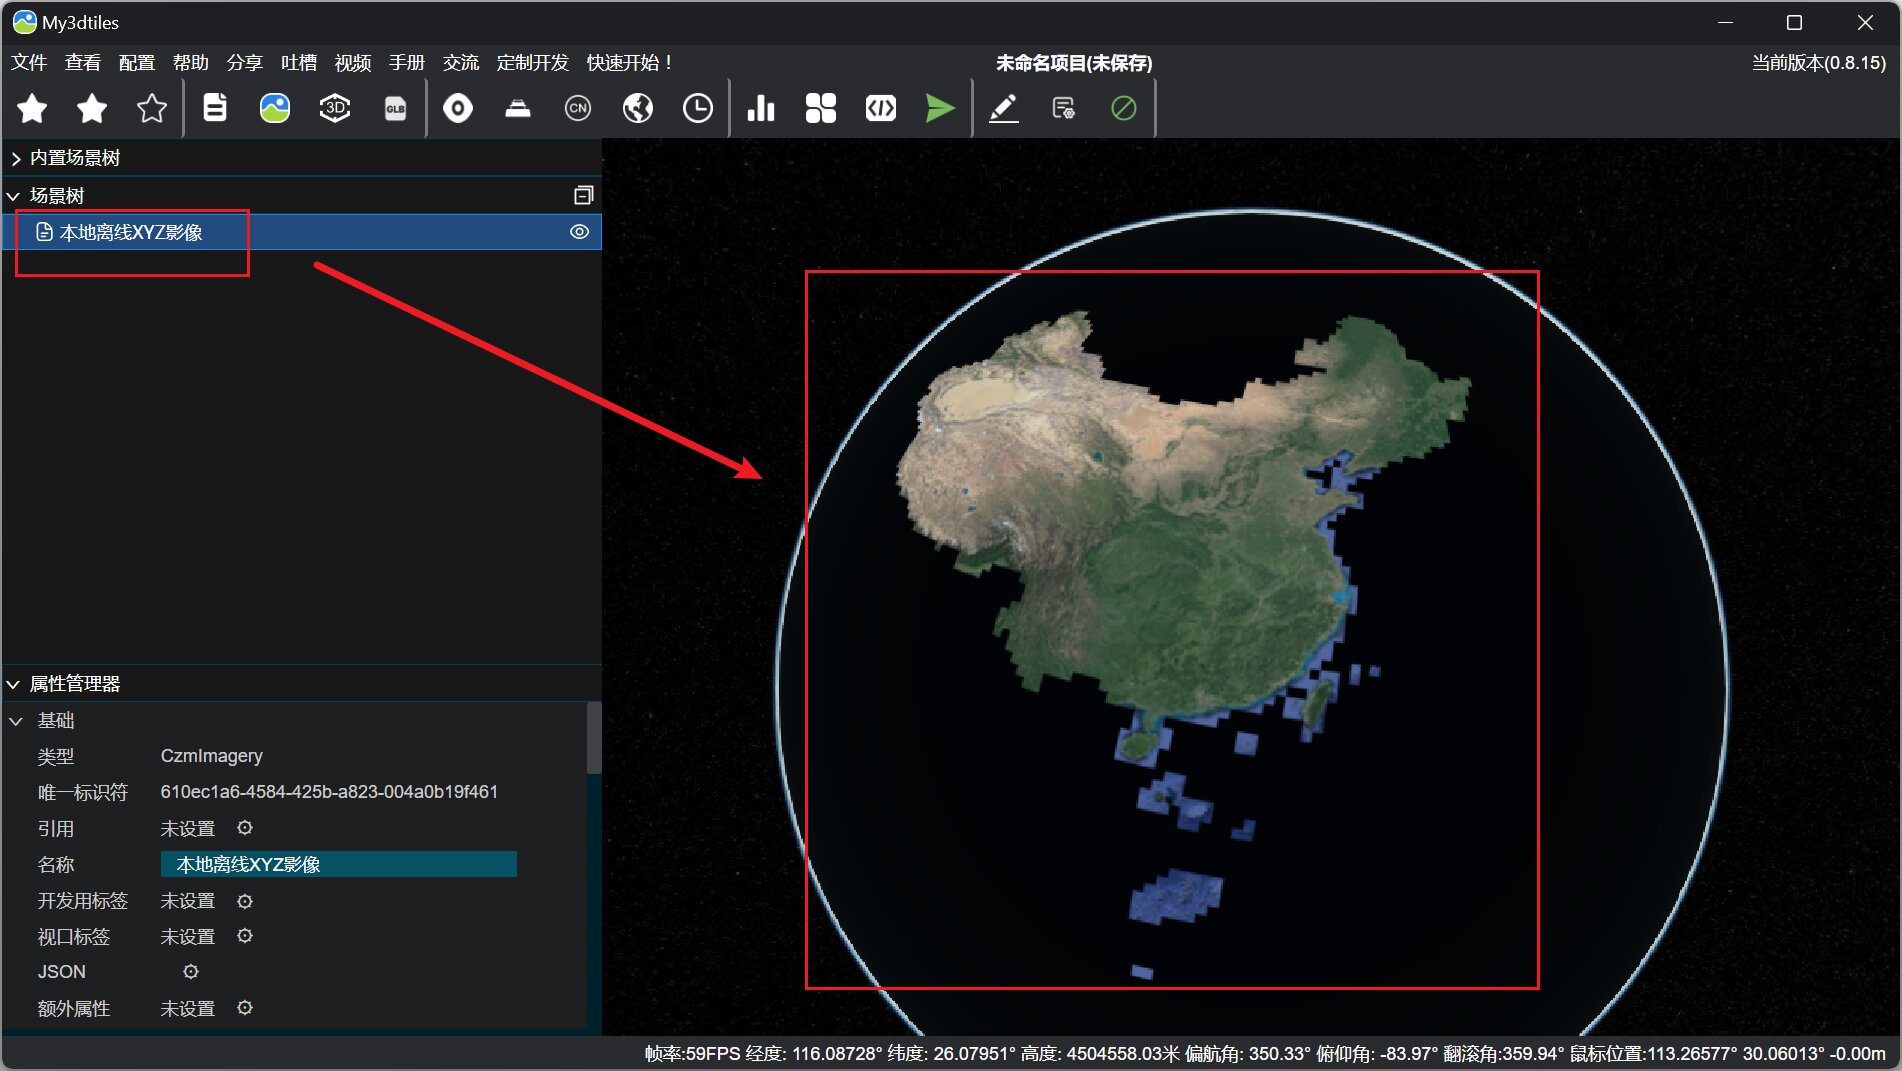 My3dtiles
文件 查看 配置 帮助 分享 吐槽 视频 手册 交流 定制开发 快速开始！ 未命名项目(未保存) 当前版本(0.8.15)
3D GLB CN
内置场景树
场景树
本地离线XYZ影像
属性管理器
基础
类型 CzmImagery
唯一标识符 610ec1a6-4584-425b-a823-004a0b19f461
引用 未设置
名称 本地离线XYZ影像
开发用标签 未设置
视口标签 未设置
JSON
额外属性 未设置
帧率:59FPS 经度: 116.08728° 纬度: 26.07951° 高度: 4504558.03米 偏航角: 350.33° 俯仰角: -83.97° 翻滚角:359.94° 鼠标位置:113.26577° 30.06013° -0.00m